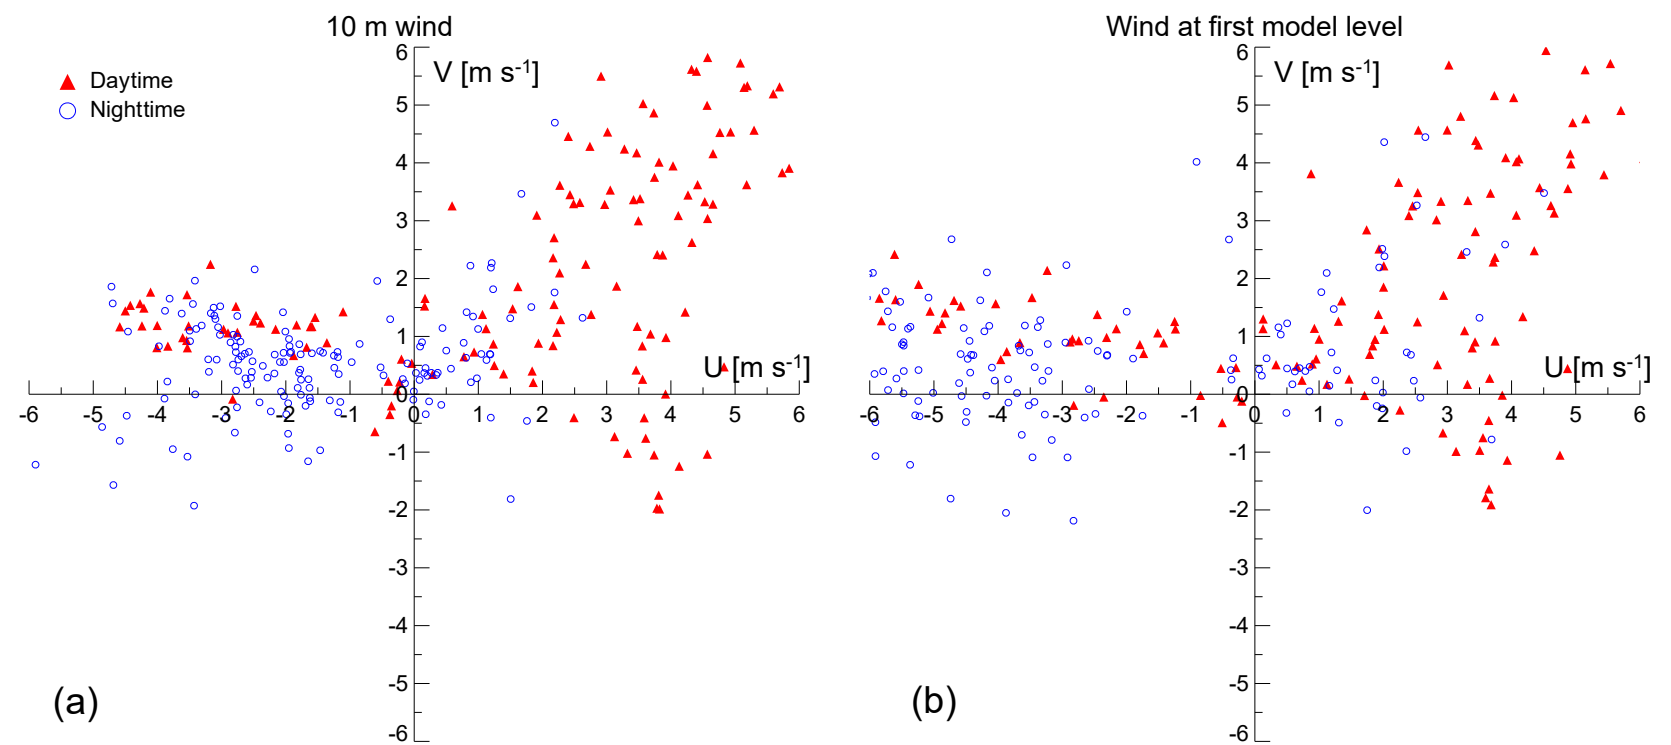 10 m wind
Wind at first model level
Daytime
Nighttime
V [m s-1]
V [m s-1]
U [m s-1]
U [m s-1]
6
5
4
3
2
1
0
-1
-2
-3
-4
-5
-6
-6 -5 -4 -3 -2 -1 0 1 2 3 4 5 6
6
5
4
3
2
1
0
-1
-2
-3
-4
-5
-6
-6 -5 -4 -3 -2 -1 0 1 2 3 4 5 6
(a)
(b)